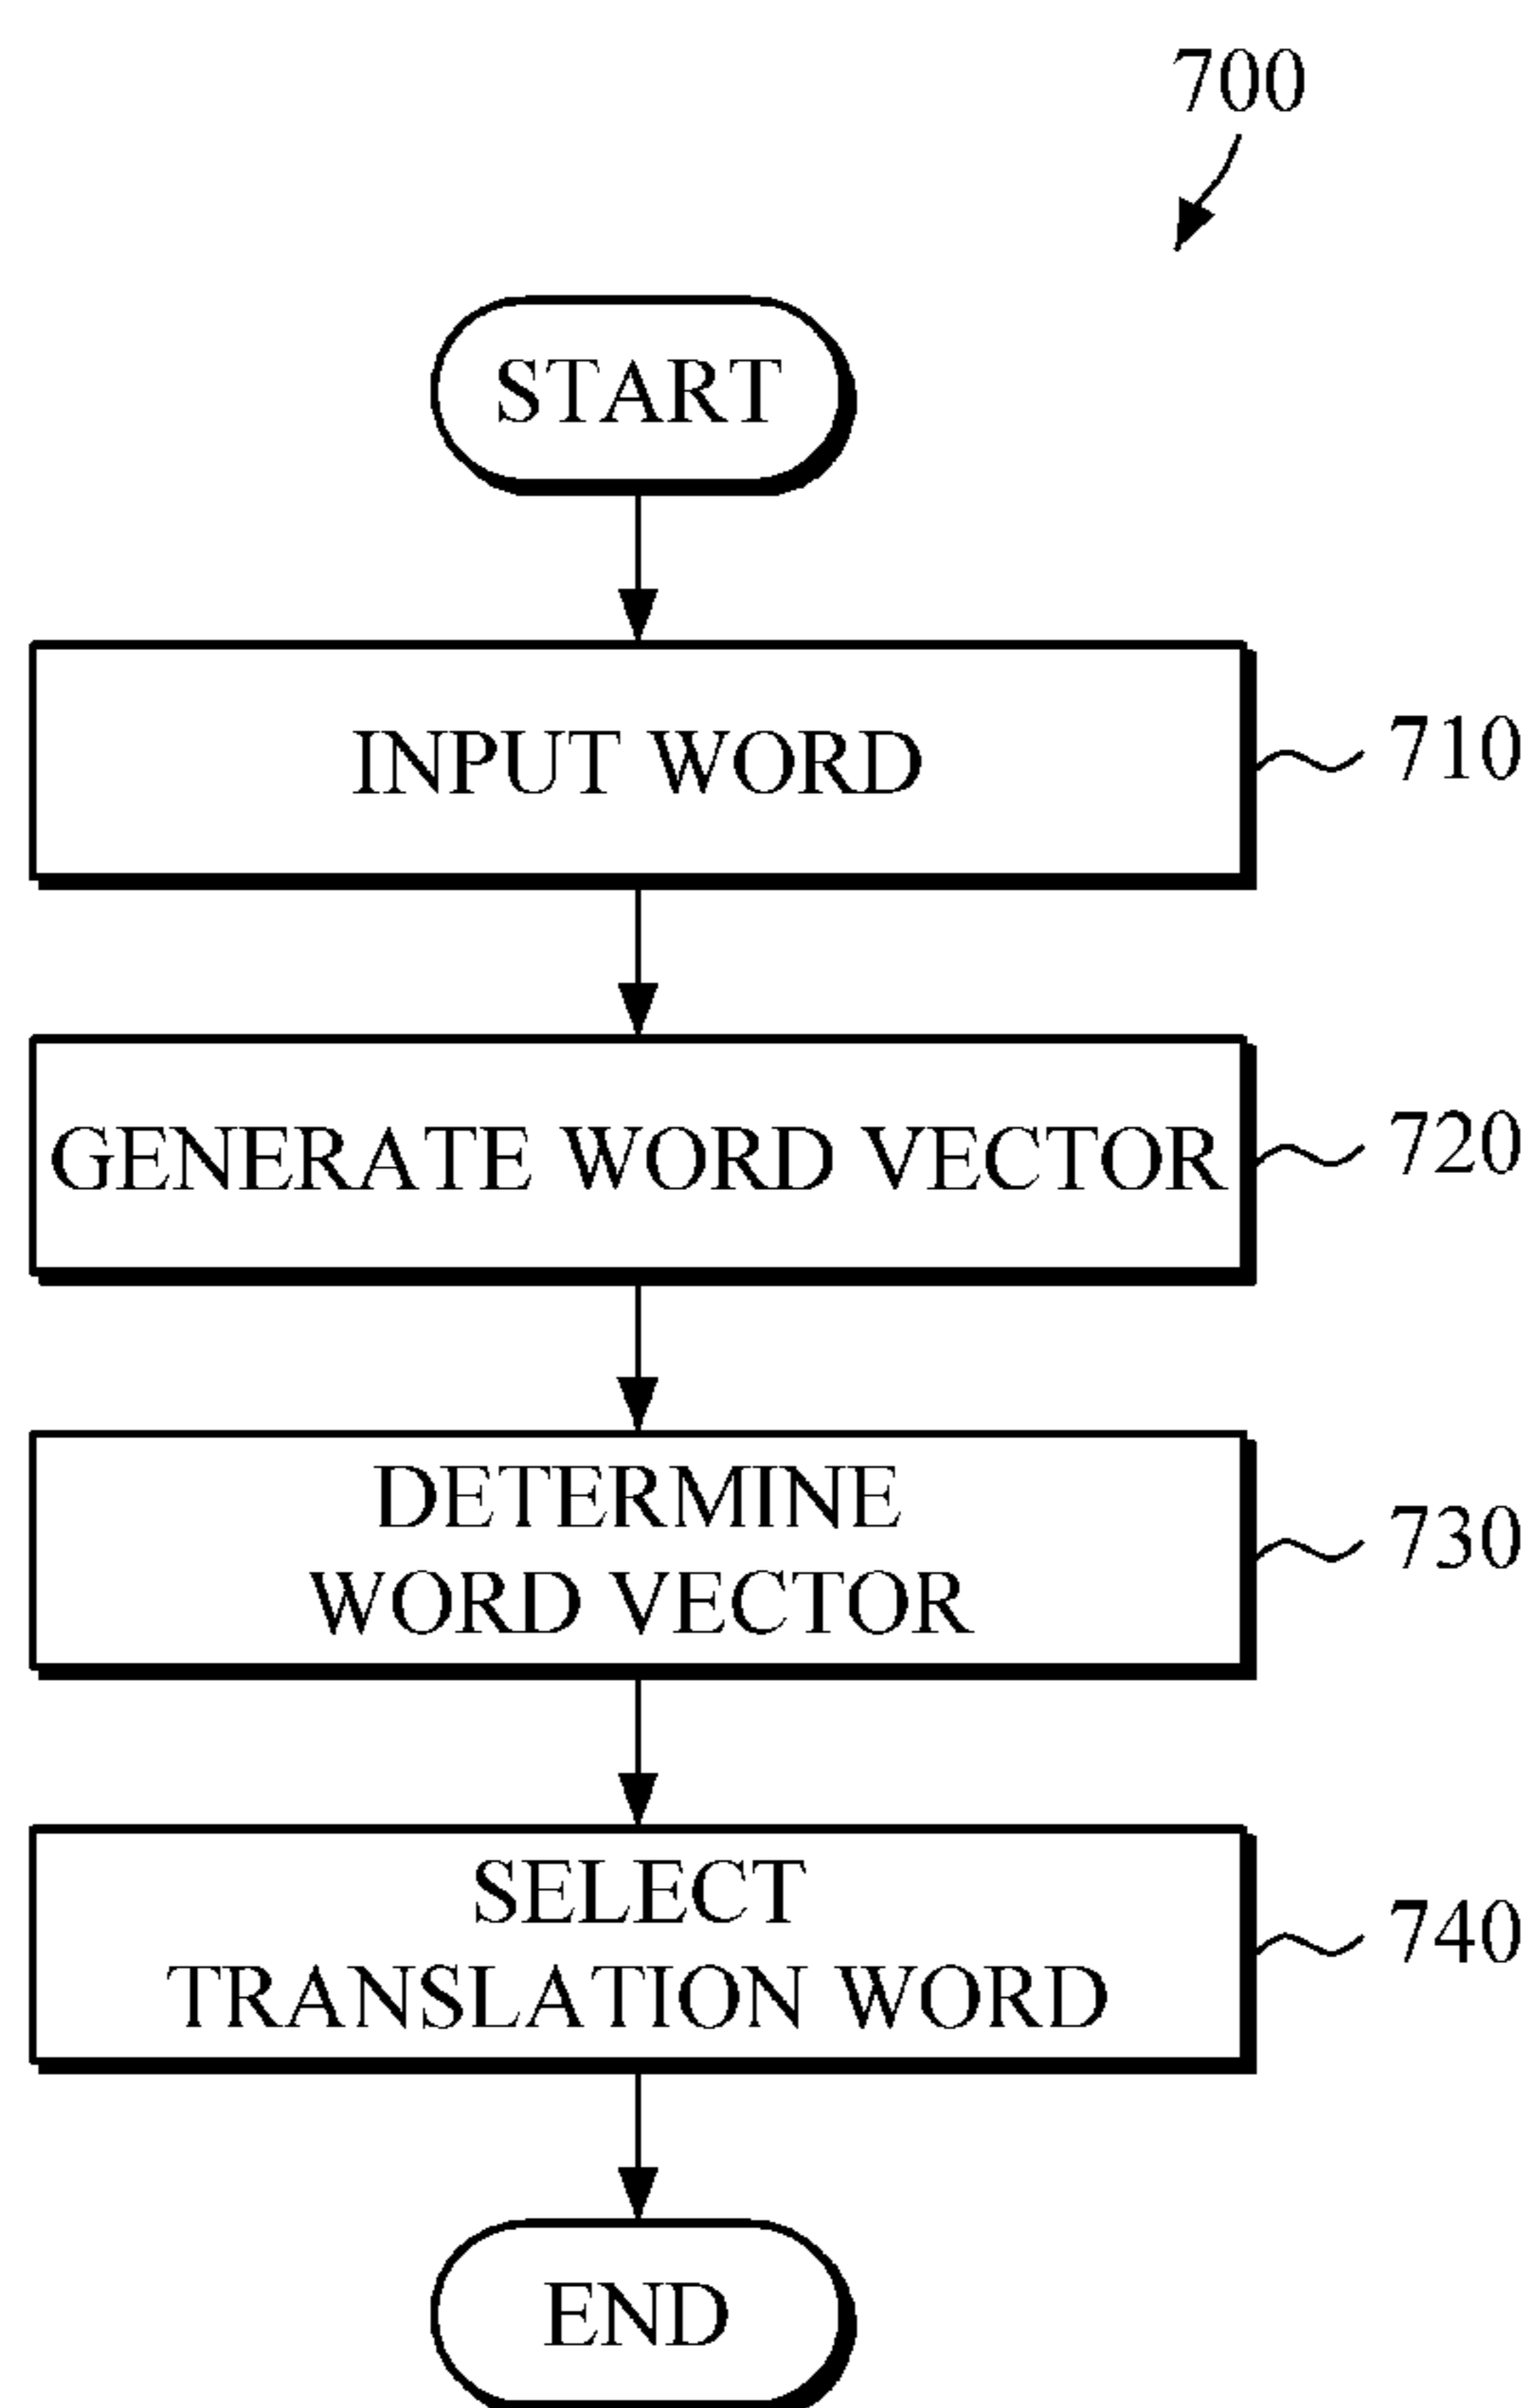 700
START
INPUT WORD
710
GENERATE WORD VECTOR
720
DETERMINE
WORD VECTOR
730
SELECT
TRANSLATION WORD
740
END